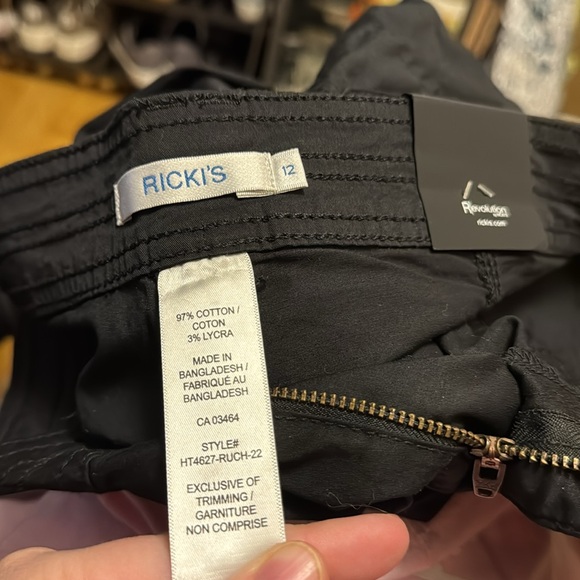 RICKI'S
12
Revolution
rickis.com
97% COTTON /
COTON
3% LYCRA
MADE IN
BANGLADESH /
FABRIQUÉ AU
BANGLADESH
CA 03464
STYLE#
HT4627-RUCH-22
EXCLUSIVE OF
TRIMMING /
GARNITURE
NON COMPRISE